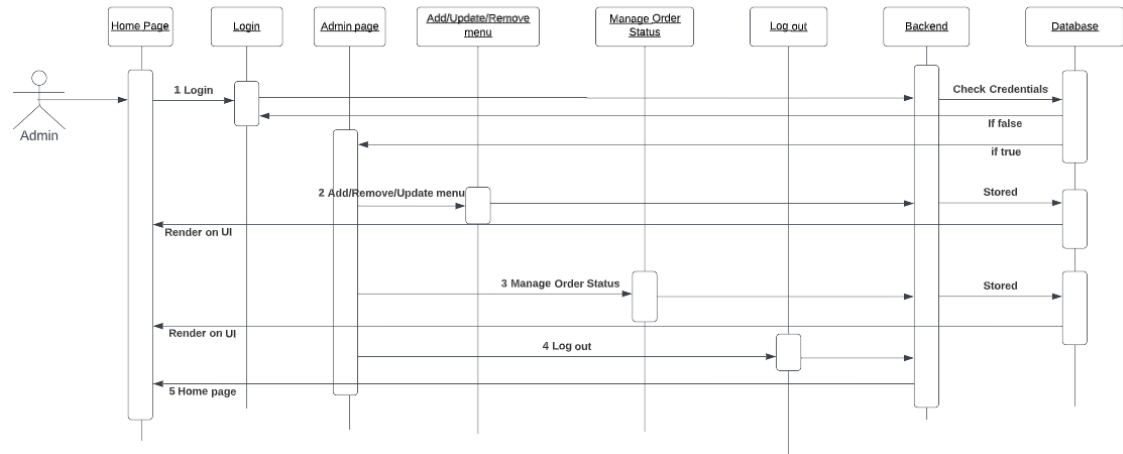 Home Page
Login
Admin page
Add/Update/Remove
menu
Manage Order
Status
Log out
Backend
Database
Admin
1 Login
Check Credentials
If false
if true
2 Add/Remove/Update menu
Stored
Render on UI
3 Manage Order Status
Stored
Render on UI
4 Log out
5 Home page